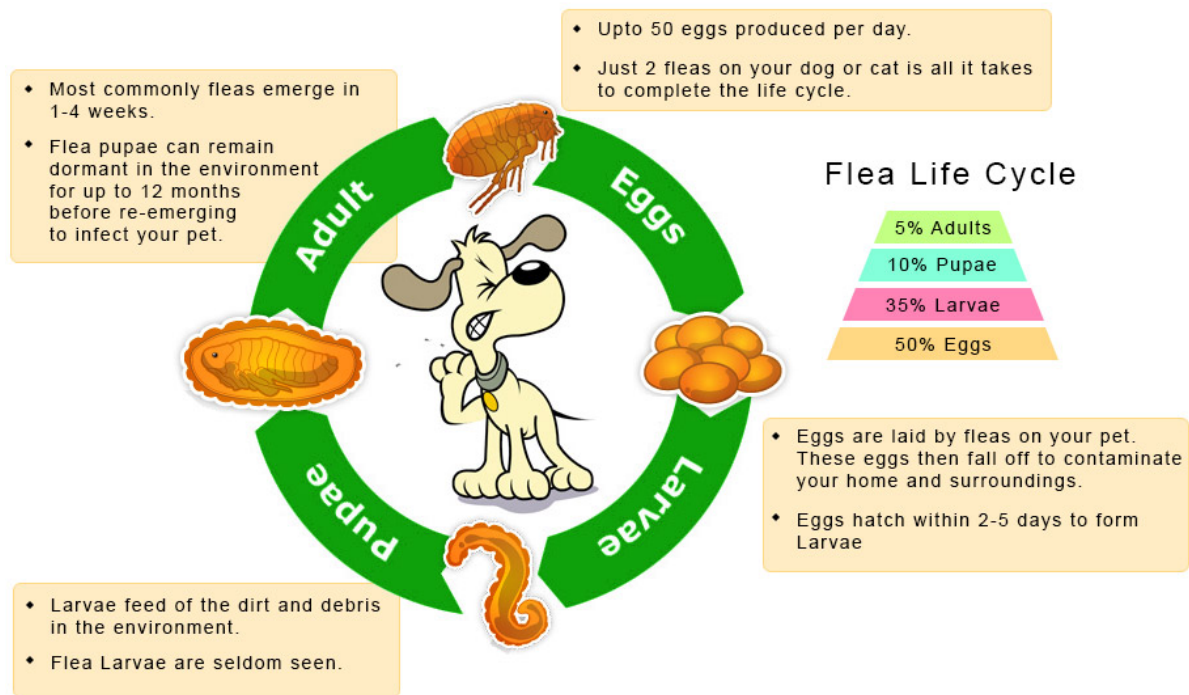 • Upto 50 eggs produced per day.
• Just 2 fleas on your dog or cat is all it takes
to complete the life cycle.
• Most commonly fleas emerge in
1-4 weeks.
• Flea pupae can remain
dormant in the environment
for up to 12 months
before re-emerging
to infect your pet.
Adult
Eggs
Larvae
Pupae
Flea Life Cycle
5% Adults
10% Pupae
35% Larvae
50% Eggs
• Eggs are laid by fleas on your pet.
These eggs then fall off to contaminate
your home and surroundings.
• Eggs hatch within 2-5 days to form
Larvae
• Larvae feed of the dirt and debris
in the environment.
• Flea Larvae are seldom seen.